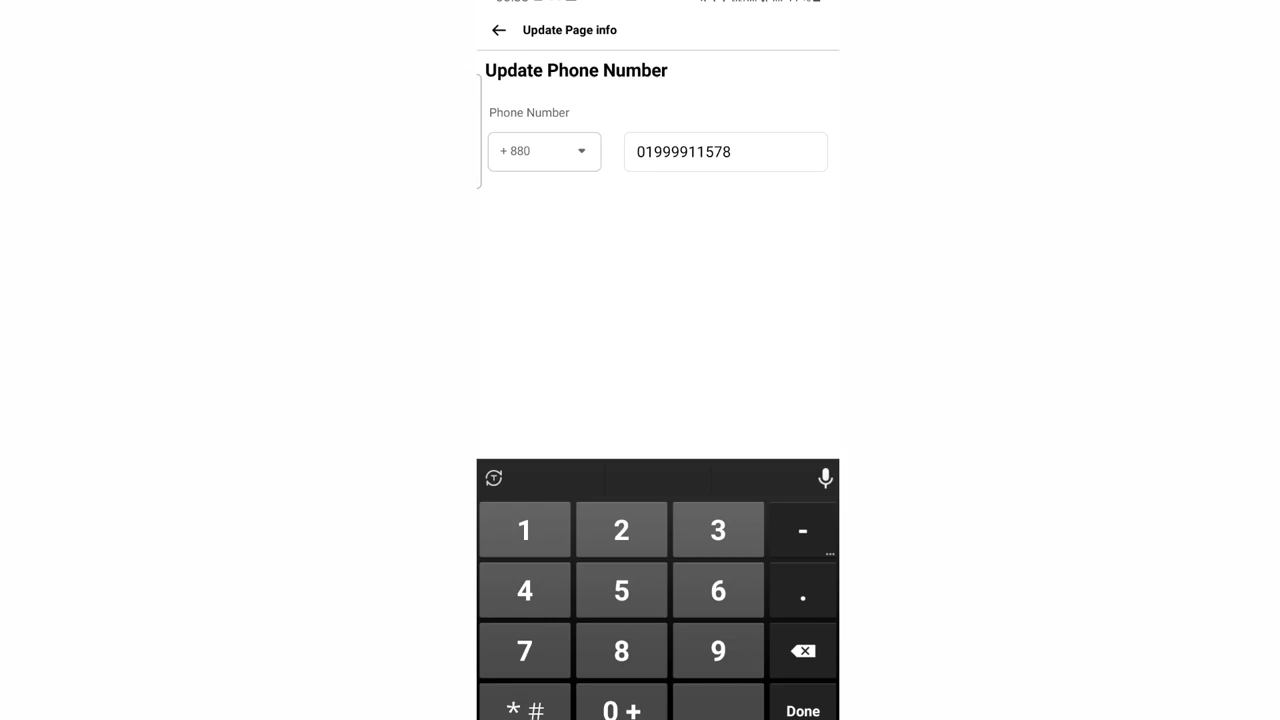 Update Page info
Update Phone Number
Phone Number
+ 880
01999911578
1 2 3 -
4 5 6 .
7 8 9
* # 0 + Done